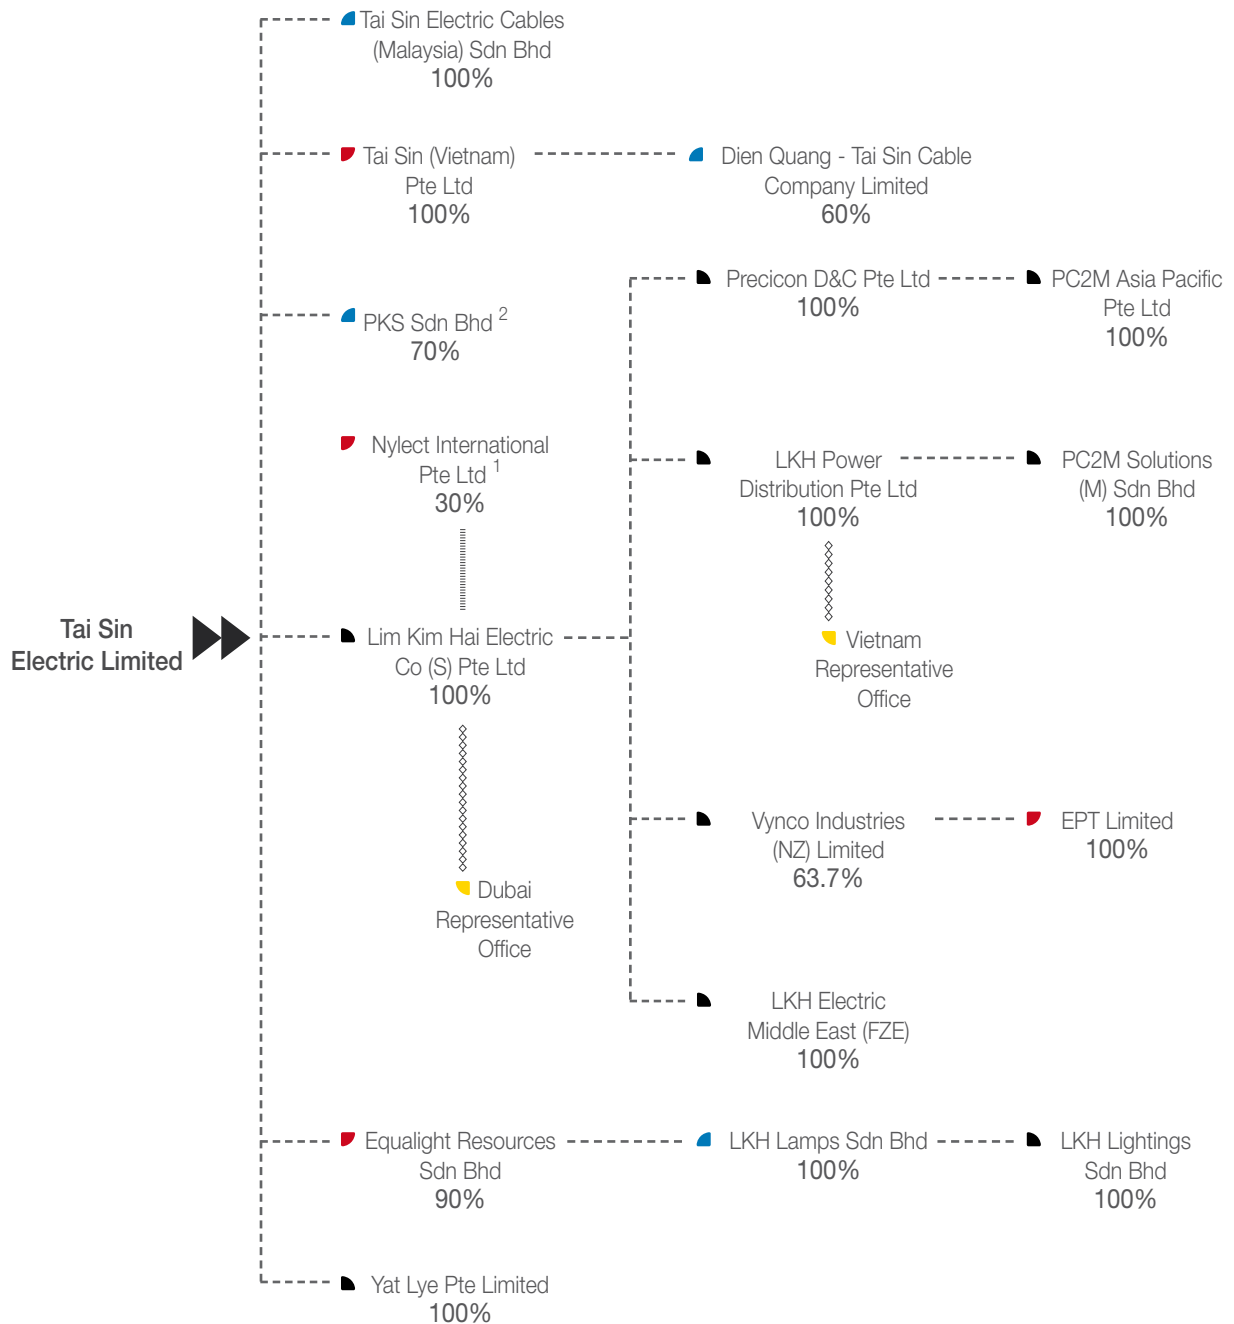 Tai Sin Electric Cables
(Malaysia) Sdn Bhd
100%
Tai Sin (Vietnam)
Pte Ltd
100%
Dien Quang - Tai Sin Cable
Company Limited
60%
PKS Sdn Bhd 2
70%
Precicon D&C Pte Ltd
100%
PC2M Asia Pacific
Pte Ltd
100%
Nylect International
Pte Ltd 1
30%
LKH Power
Distribution Pte Ltd
100%
PC2M Solutions
(M) Sdn Bhd
100%
Tai Sin
Electric Limited
Lim Kim Hai Electric
Co (S) Pte Ltd
100%
Vietnam
Representative
Office
Dubai
Representative
Office
Vynco Industries
(NZ) Limited
63.7%
EPT Limited
100%
LKH Electric
Middle East (FZE)
100%
Equalight Resources
Sdn Bhd
90%
LKH Lamps Sdn Bhd
100%
LKH Lightings
Sdn Bhd
100%
Yat Lye Pte Limited
100%